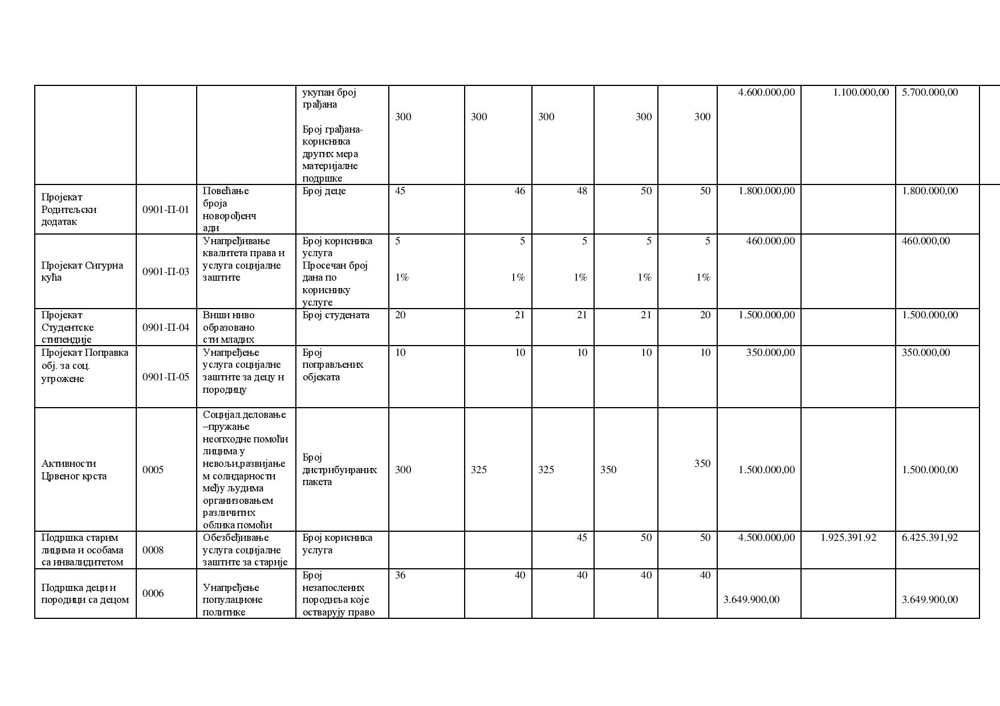 укупан број
грађана
4.600.000,00 1.100.000,00 5.700.000,00
300 300 300 300 300
Број грађана-
корисника
других мера
материјалне
подршке
Пројекат
Родитељски
додатак
0901-П-01
Повећање
броја
новорођенч
ади
Број деце
45 46 48 50 50 1.800.000,00 1.800.000,00
Пројекат Сигурна
кућа
0901-П-03
Унапређивање
квалитета права и
услуга социјалне
заштите
Број корисника
услуга
Просечан број
дана по
кориснику
услуге
5 5 5 5 5 460.000,00 460.000,00
1% 1% 1% 1% 1%
Пројекат
Студентске
стипендије
0901-П-04
Виши ниво
образовано
сти младих
Број студената
20 21 21 21 20 1.500.000,00 1.500.000,00
Пројекат Поправка
обј. за соц.
угрожене
0901-П-05
Унапређење
услуга социјалне
заштите за децу и
породицу
Број
поправљених
објеката
10 10 10 10 10 350.000,00 350.000,00
Активности
Црвеног крста
0005
Социјал.деловање
–пружање
неопходне помоћи
лицима у
невољи,развијање
м солидарности
међу људима
организовањем
различитих
облика помоћи
Број
дистрибуираних
пакета
300 325 325 350 350 1.500.000,00 1.500.000,00
Подршка старим
лицима и особама
са инвалидитетом
0008
Обезбеђивање
услуга социјалне
заштите за старије
Број корисника
услуга
45 50 50 4.500.000,00 1.925.391.92 6.425.391,92
Подршка деци и
породици са децом
0006
Унапређење
популационе
политике
Број
незапослених
породиља које
остварују право
36 40 40 40 40
3.649.900,00 3.649.900,00